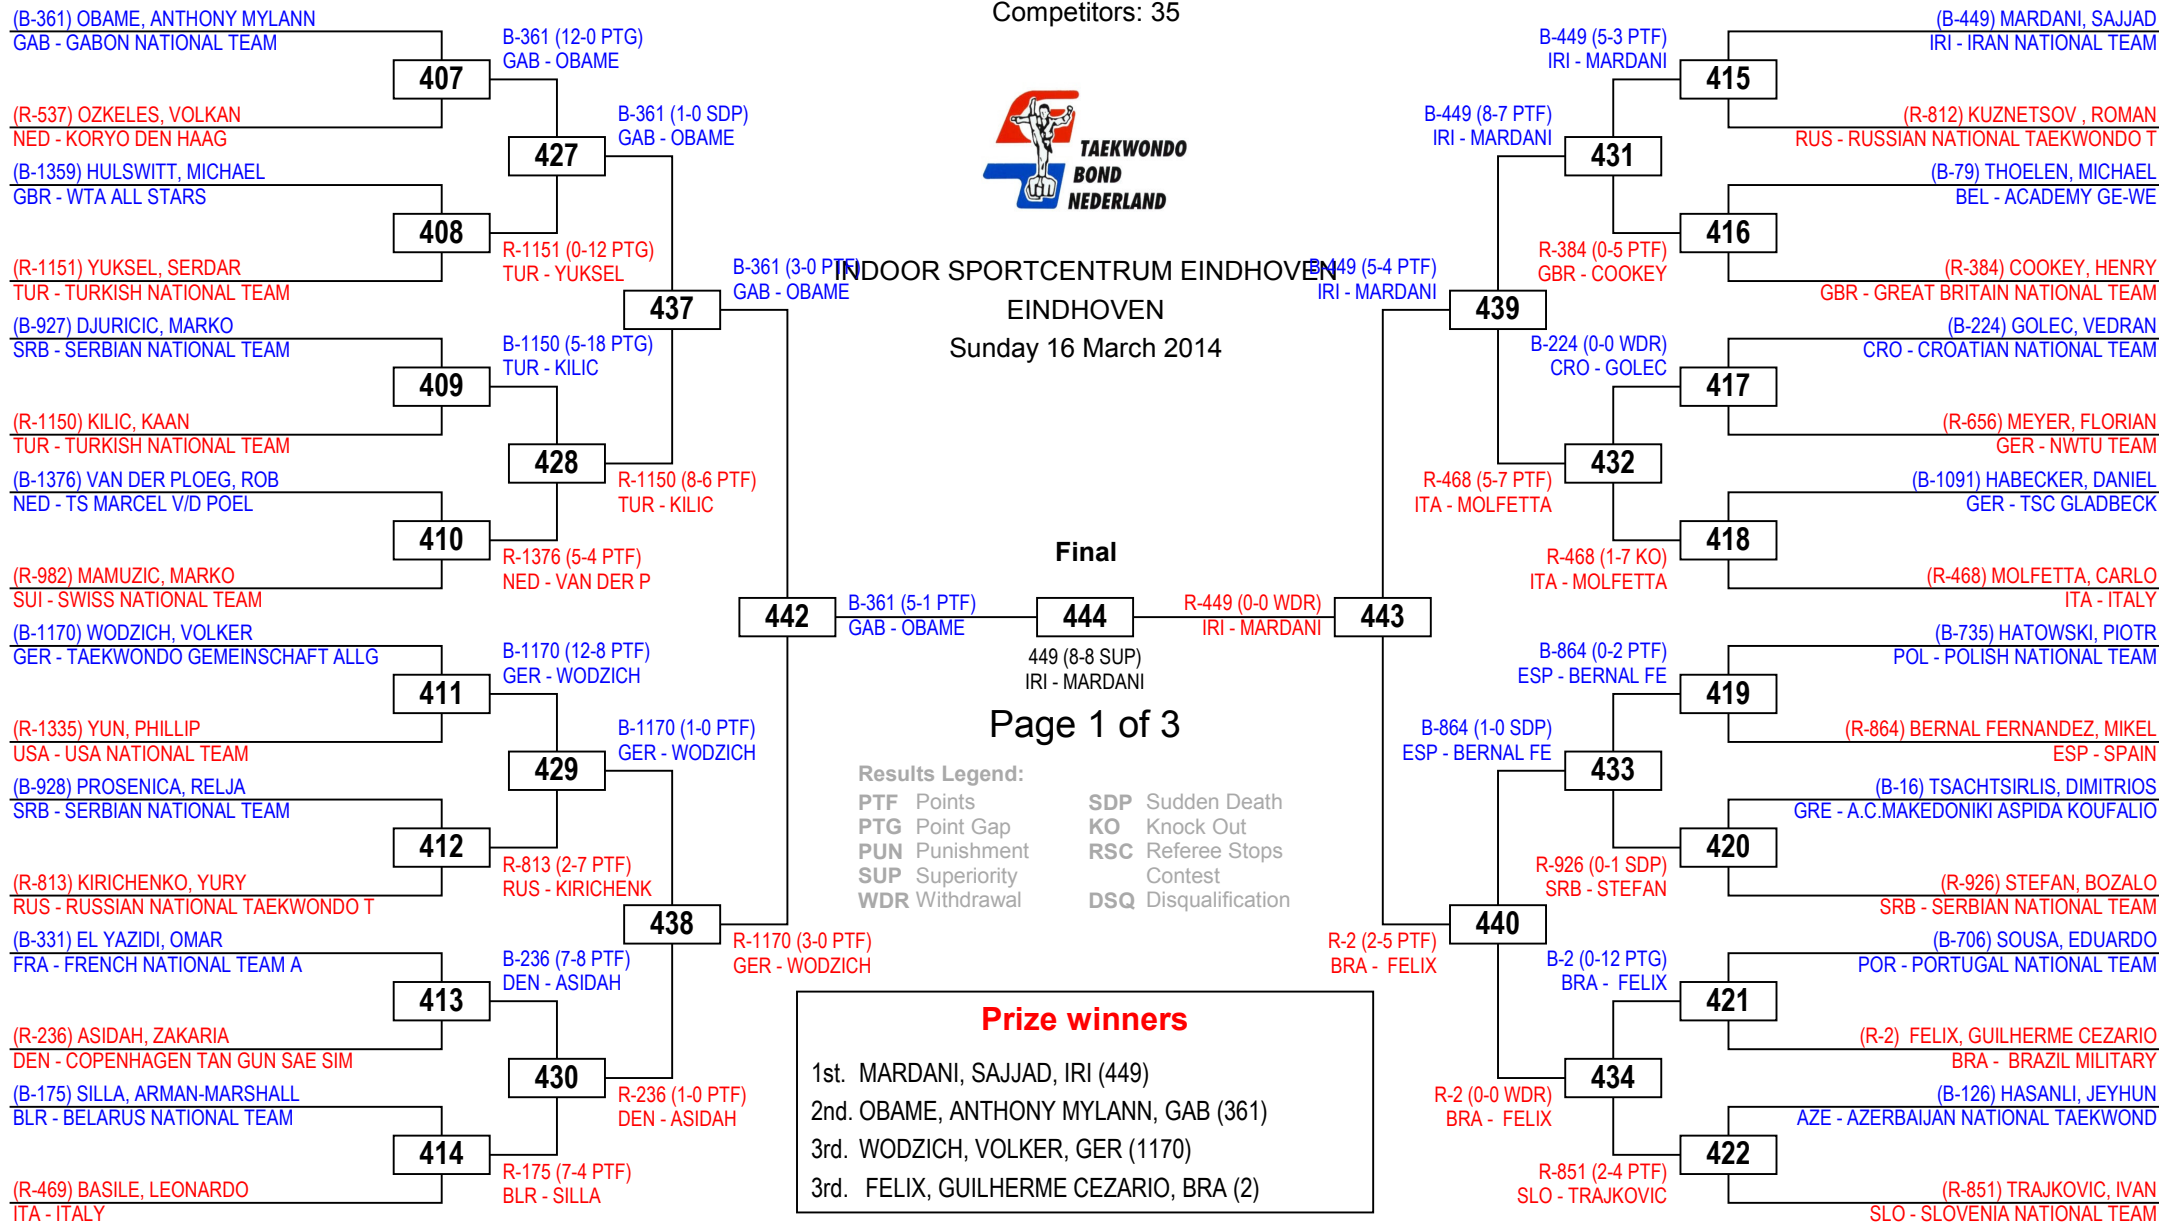 Competitors: 35
TAEKWONDO
BOND
NEDERLAND
INDOOR SPORTCENTRUM EINDHOVEN
EINDHOVEN
Sunday 16 March 2014
(B-361) OBAME, ANTHONY MYLANN
GAB - GABON NATIONAL TEAM
407
(R-537) OZKELES, VOLKAN
NED - KORYO DEN HAAG
(B-1359) HULSWITT, MICHAEL
GBR - WTA ALL STARS
408
(R-1151) YUKSEL, SERDAR
TUR - TURKISH NATIONAL TEAM
(B-927) DJURICIC, MARKO
SRB - SERBIAN NATIONAL TEAM
409
(R-1150) KILIC, KAAN
TUR - TURKISH NATIONAL TEAM
(B-1376) VAN DER PLOEG, ROB
NED - TS MARCEL V/D POEL
410
(R-982) MAMUZIC, MARKO
SUI - SWISS NATIONAL TEAM
(B-1170) WODZICH, VOLKER
GER - TAEKWONDO GEMEINSCHAFT ALLG
411
(R-1335) YUN, PHILLIP
USA - USA NATIONAL TEAM
(B-928) PROSENICA, RELJA
SRB - SERBIAN NATIONAL TEAM
412
(R-813) KIRICHENKO, YURY
RUS - RUSSIAN NATIONAL TAEKWONDO T
(B-331) EL YAZIDI, OMAR
FRA - FRENCH NATIONAL TEAM A
413
(R-236) ASIDAH, ZAKARIA
DEN - COPENHAGEN TAN GUN SAE SIM
(B-175) SILLA, ARMAN-MARSHALL
BLR - BELARUS NATIONAL TEAM
414
(R-469) BASILE, LEONARDO
ITA - ITALY
B-361 (12-0 PTG)
GAB - OBAME
427
R-1151 (0-12 PTG)
TUR - YUKSEL
B-1150 (5-18 PTG)
TUR - KILIC
428
R-1376 (5-4 PTF)
NED - VAN DER P
B-1170 (12-8 PTF)
GER - WODZICH
429
R-813 (2-7 PTF)
RUS - KIRICHENK
B-236 (7-8 PTF)
DEN - ASIDAH
430
R-175 (7-4 PTF)
BLR - SILLA
B-361 (1-0 SDP)
GAB - OBAME
437
R-1150 (8-6 PTF)
TUR - KILIC
B-1170 (1-0 PTF)
GER - WODZICH
438
R-236 (1-0 PTF)
DEN - ASIDAH
B-361 (3-0 PTF)
GAB - OBAME
442
R-1170 (3-0 PTF)
GER - WODZICH
B-361 (5-1 PTF)
GAB - OBAME
Final
444
449 (8-8 SUP)
IRI - MARDANI
R-449 (0-0 WDR)
IRI - MARDANI
443
B-449 (5-4 PTF)
IRI - MARDANI
R-2 (2-5 PTF)
BRA - FELIX
B-449 (8-7 PTF)
IRI - MARDANI
439
R-468 (5-7 PTF)
ITA - MOLFETTA
B-864 (1-0 SDP)
ESP - BERNAL FE
440
R-2 (0-0 WDR)
BRA - FELIX
B-449 (5-3 PTF)
IRI - MARDANI
431
R-384 (0-5 PTF)
GBR - COOKEY
B-224 (0-0 WDR)
CRO - GOLEC
432
R-468 (1-7 KO)
ITA - MOLFETTA
B-864 (0-2 PTF)
ESP - BERNAL FE
433
R-926 (0-1 SDP)
SRB - STEFAN
B-2 (0-12 PTG)
BRA - FELIX
434
R-851 (2-4 PTF)
SLO - TRAJKOVIC
(B-449) MARDANI, SAJJAD
IRI - IRAN NATIONAL TEAM
415
(R-812) KUZNETSOV , ROMAN
RUS - RUSSIAN NATIONAL TAEKWONDO T
(B-79) THOELEN, MICHAEL
BEL - ACADEMY GE-WE
416
(R-384) COOKEY, HENRY
GBR - GREAT BRITAIN NATIONAL TEAM
(B-224) GOLEC, VEDRAN
CRO - CROATIAN NATIONAL TEAM
417
(R-656) MEYER, FLORIAN
GER - NWTU TEAM
(B-1091) HABECKER, DANIEL
GER - TSC GLADBECK
418
(R-468) MOLFETTA, CARLO
ITA - ITALY
(B-735) HATOWSKI, PIOTR
POL - POLISH NATIONAL TEAM
419
(R-864) BERNAL FERNANDEZ, MIKEL
ESP - SPAIN
(B-16) TSACHTSIRLIS, DIMITRIOS
GRE - A.C.MAKEDONIKI ASPIDA KOUFALIO
420
(R-926) STEFAN, BOZALO
SRB - SERBIAN NATIONAL TEAM
(B-706) SOUSA, EDUARDO
POR - PORTUGAL NATIONAL TEAM
421
(R-2) FELIX, GUILHERME CEZARIO
BRA - BRAZIL MILITARY
(B-126) HASANLI, JEYHUN
AZE - AZERBAIJAN NATIONAL TAEKWOND
422
(R-851) TRAJKOVIC, IVAN
SLO - SLOVENIA NATIONAL TEAM
Page 1 of 3
Results Legend:
PTF Points SDP Sudden Death
PTG Point Gap KO Knock Out
PUN Punishment RSC Referee Stops
SUP Superiority Contest
WDR Withdrawal DSQ Disqualification
Prize winners
1st. MARDANI, SAJJAD, IRI (449)
2nd. OBAME, ANTHONY MYLANN, GAB (361)
3rd. WODZICH, VOLKER, GER (1170)
3rd. FELIX, GUILHERME CEZARIO, BRA (2)